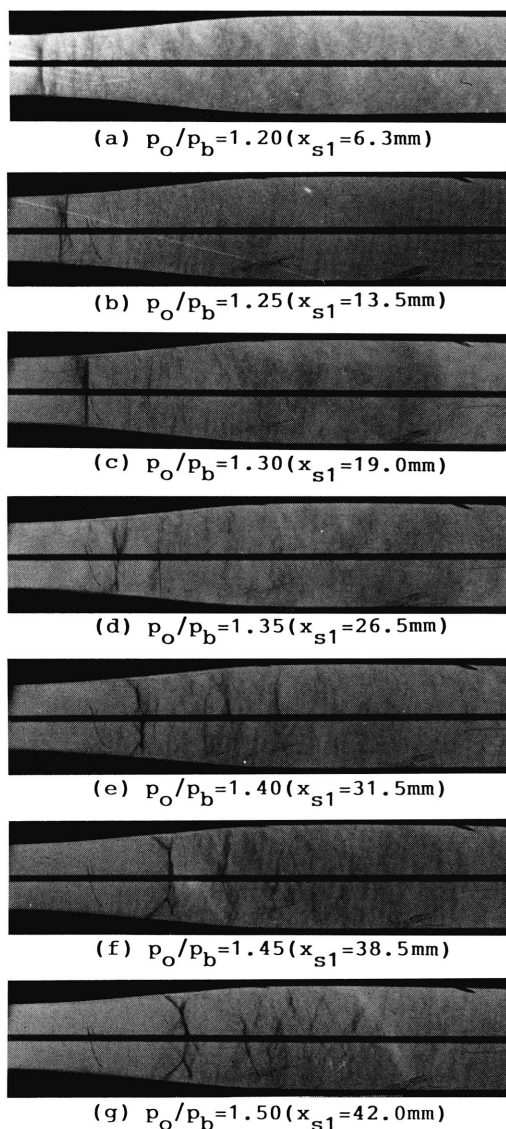 (a) po/pb=1.20(xs1=6.3mm)
(b) po/pb=1.25(xs1=13.5mm)
(c) po/pb=1.30(xs1=19.0mm)
(d) po/pb=1.35(xs1=26.5mm)
(e) po/pb=1.40(xs1=31.5mm)
(f) po/pb=1.45(xs1=38.5mm)
(g) po/pb=1.50(xs1=42.0mm)